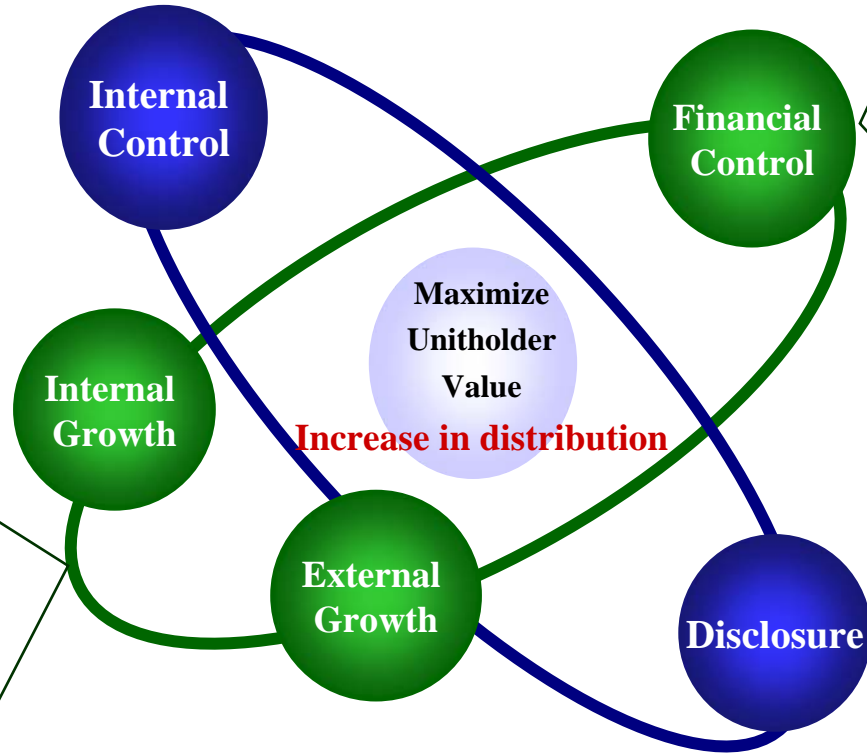 Internal
Control
Financial
Control
Maximize
Unitholder
Value
Increase in distribution
Internal
Growth
External
Growth
Disclosure